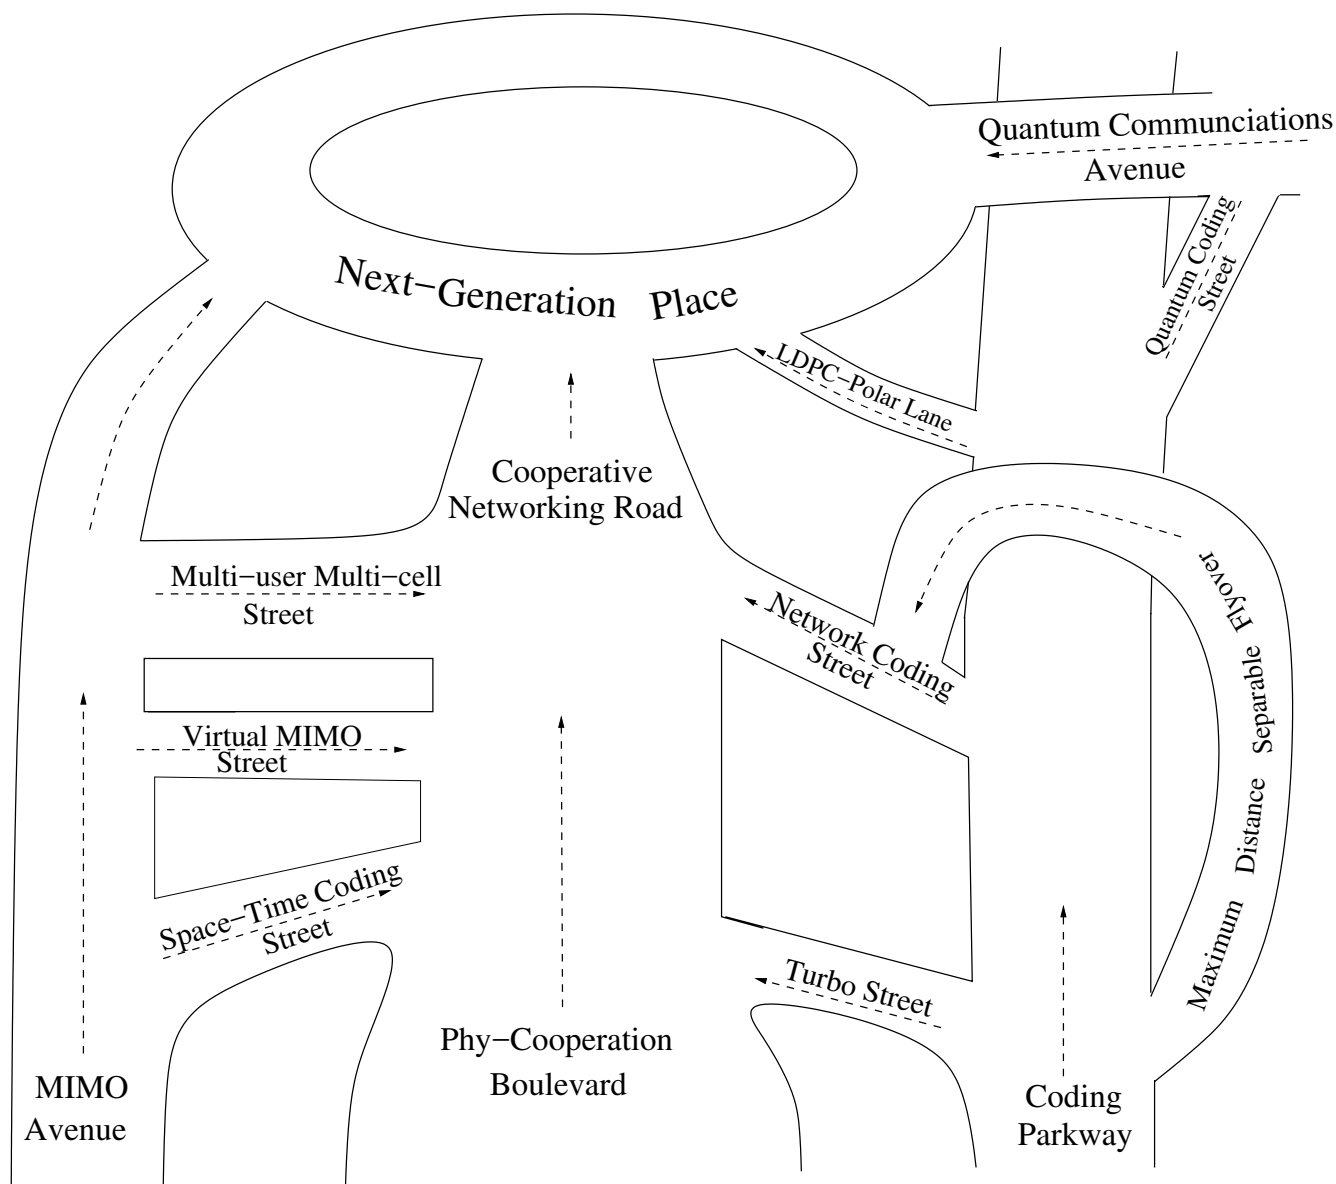 Quantum Communciations
Avenue
Quantum Coding
Street
Next−Generation Place
LDPC−Polar Lane
Cooperative
Networking Road
Multi−user Multi−cell
Street
Network Coding
Street
Maximum Distance Separable Flyover
Virtual MIMO
Street
Space−Time Coding
Street
Turbo Street
Phy−Cooperation
Boulevard
MIMO
Avenue
Coding
Parkway